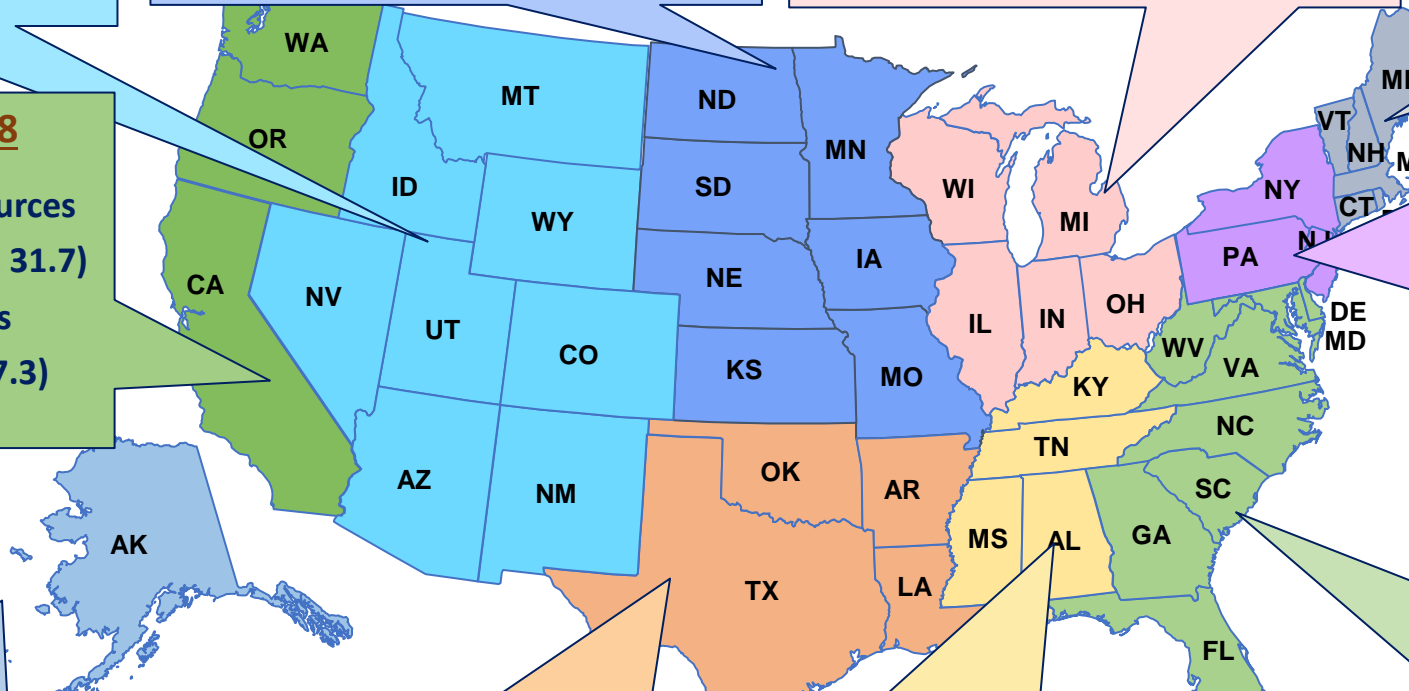 WA
MT
ND
MN
ME
VT
NH
OR
ID
SD
WI
MI
NY
CT
8
urces
31.7)
s
7.3)
WY
IA
PA
CA
NV
NE
IL
IN
OH
DE
MD
UT
CO
KS
MO
WV
VA
KY
NC
TN
AZ
NM
OK
AR
SC
AK
TX
LA
MS
AL
GA
FL